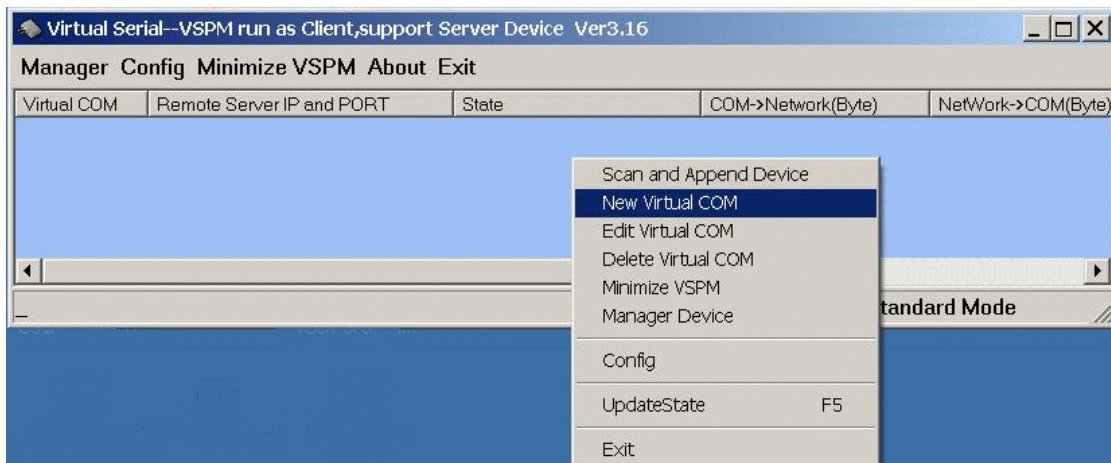 Virtual Serial--VSPM run as Client,support Server Device Ver3.16
Manager Config Minimize VSPM About Exit
Virtual COM Remote Server IP and PORT State COM->Network(Byte) NetWork->COM(Byte)
Scan and Append Device
New Virtual COM
Edit Virtual COM
Delete Virtual COM
Minimize VSPM
Manager Device
tandard Mode
Config
UpdateState F5
Exit